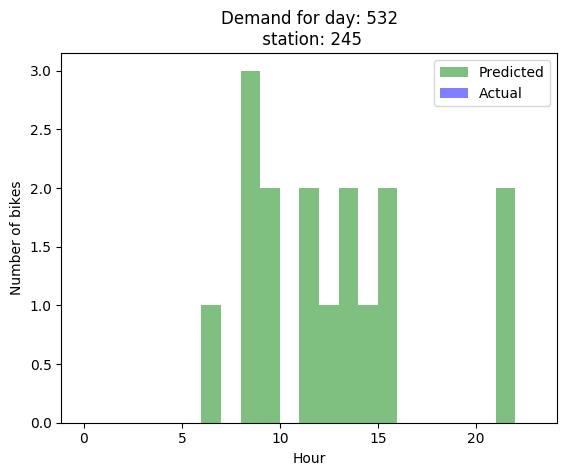 Demand for day: 532
station: 245
Predicted
Actual
Number of bikes
3.0
2.5
2.0
1.5
1.0
0.5
0.0
0
5
10
15
20
Hour